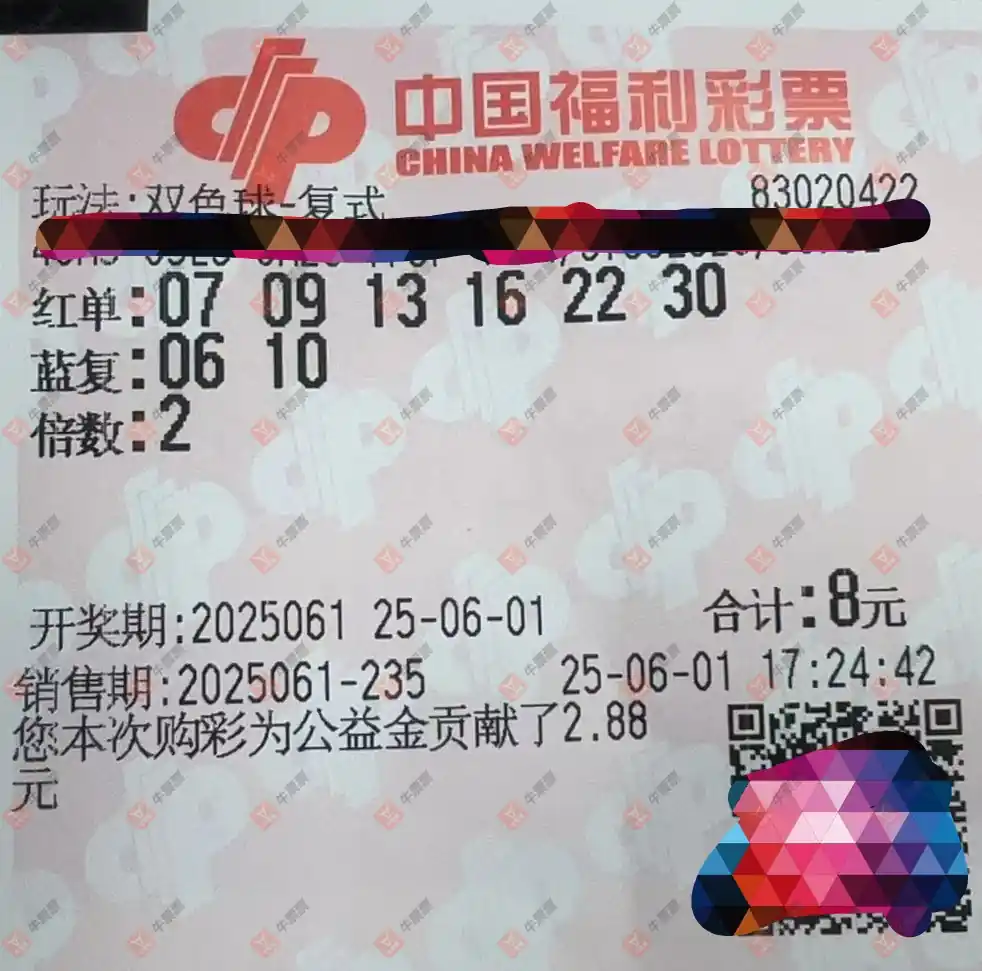 中国福利彩票
CHINA WELFARE LOTTERY
玩法:双色球-复式 83020422
红单:07 09 13 16 22 30
蓝复:06 10
倍数:2
开奖期:2025061 25-06-01 合计:8元
销售期:2025061-235 25-06-01 17:24:42
您本次购彩为公益金贡献了2.88
元
牛票票